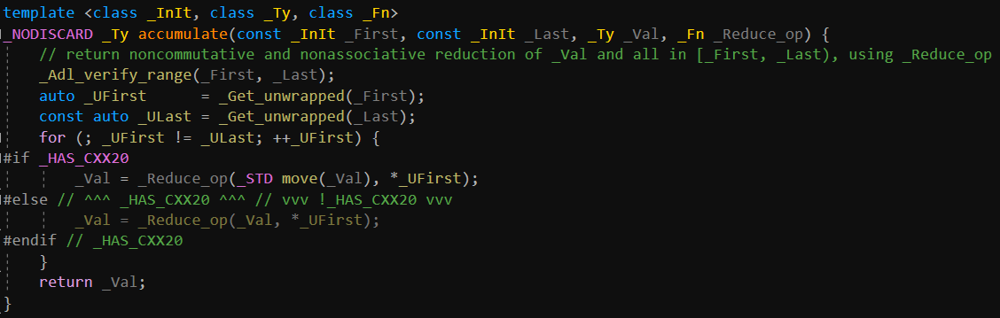 template <class _InIt, class _Ty, class _Fn>
_NODISCARD _Ty accumulate(const _InIt _First, const _InIt _Last, _Ty _Val, _Fn _Reduce_op) {
    // return noncommutative and nonassociative reduction of _Val and all in [_First, _Last), using _Reduce_op
    _Adl_verify_range(_First, _Last);
    auto _UFirst      = _Get_unwrapped(_First);
    const auto _ULast = _Get_unwrapped(_Last);
    for (; _UFirst != _ULast; ++_UFirst) {
#if _HAS_CXX20
        _Val = _Reduce_op(_STD move(_Val), *_UFirst);
#else // ^^^ _HAS_CXX20 ^^^ // vvv !_HAS_CXX20 vvv
        _Val = _Reduce_op(_Val, *_UFirst);
#endif // _HAS_CXX20
    }
    return _Val;
}